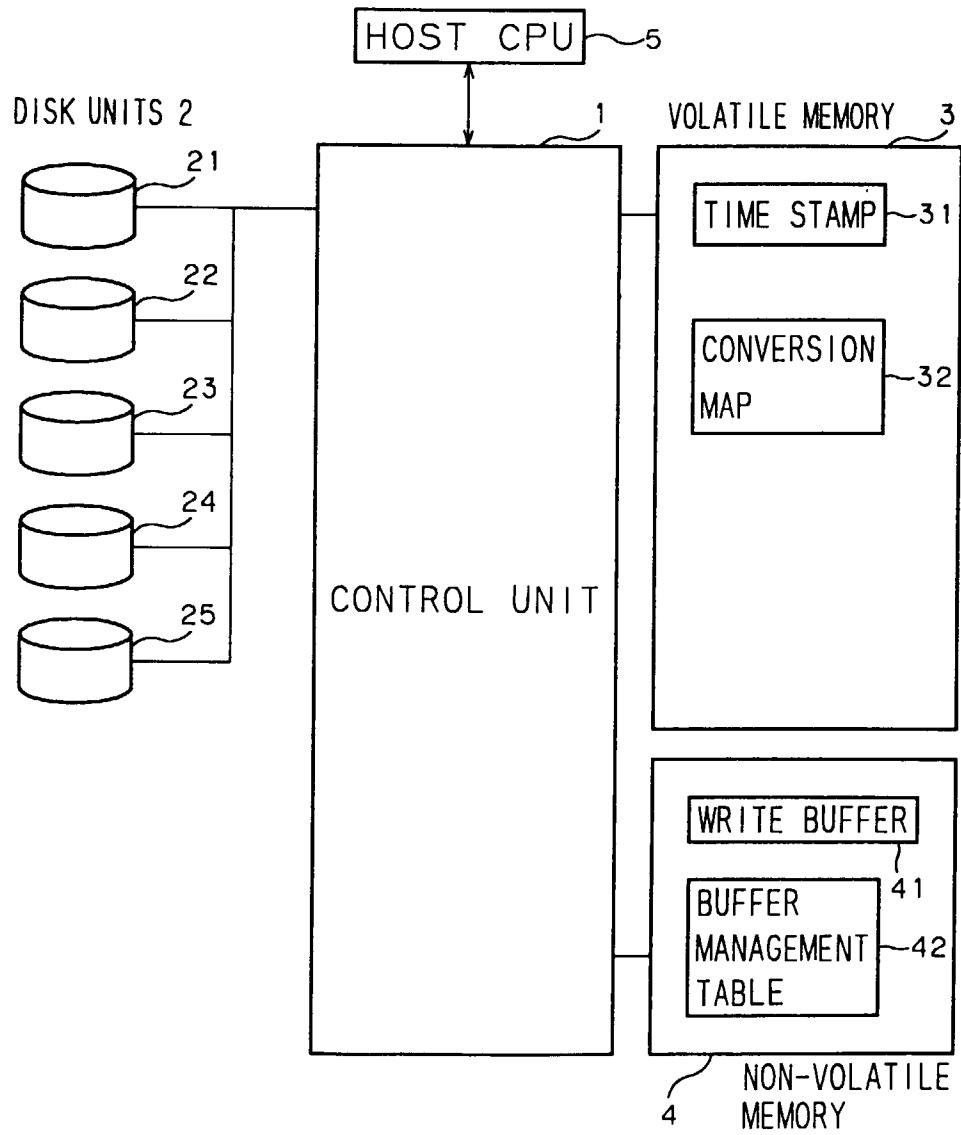 HOST CPU
5
DISK UNITS 2
1
VOLATILE MEMORY
3
21
TIME STAMP
31
22
CONVERSION
MAP
32
23
24
25
CONTROL UNIT
WRITE BUFFER
41
BUFFER
MANAGEMENT
TABLE
42
4
NON-VOLATILE
MEMORY